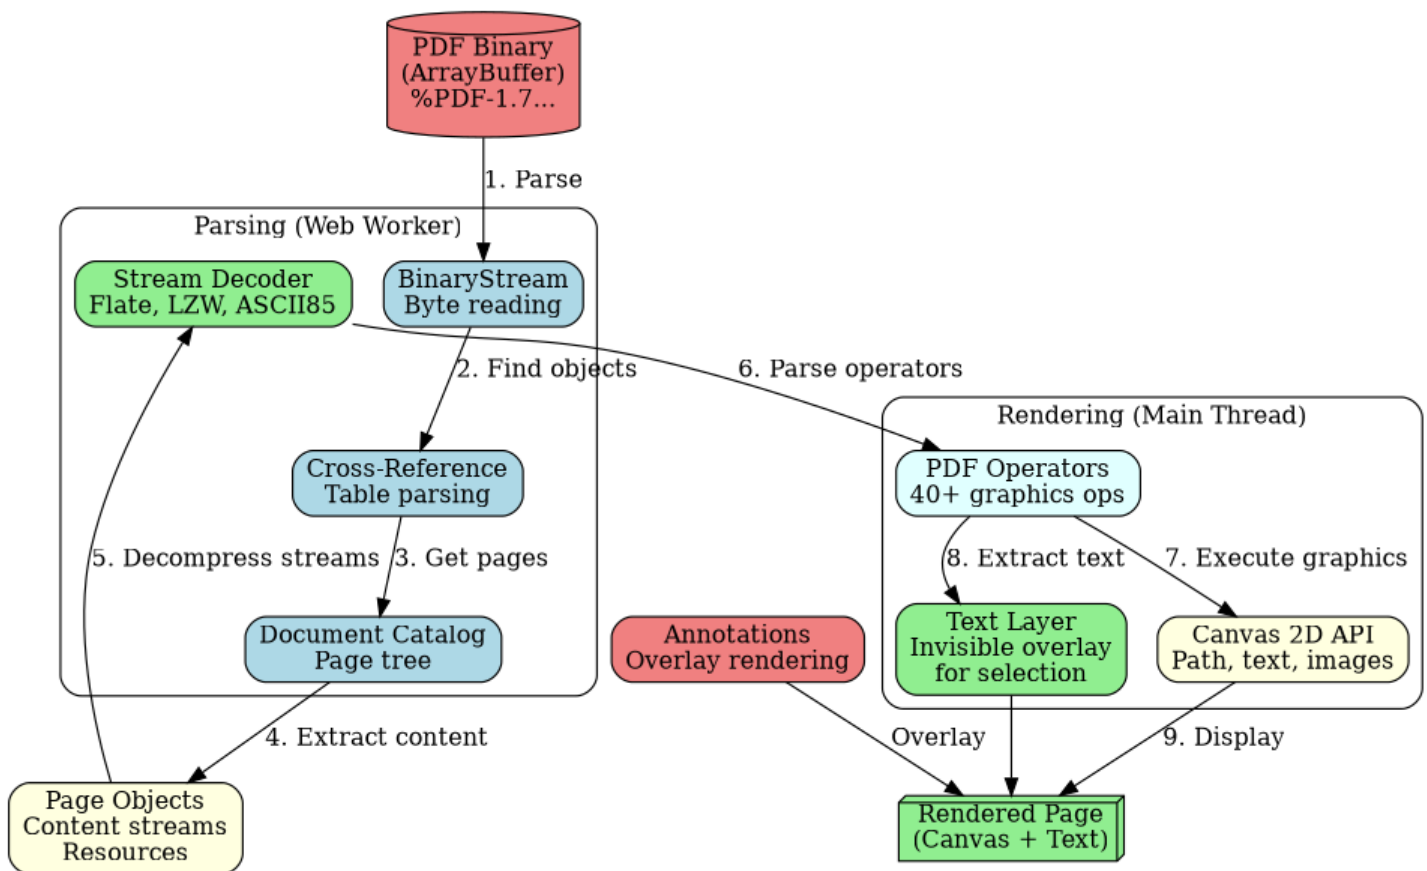 PDF Binary
(ArrayBuffer)
%PDF-1.7...
1. Parse
Parsing (Web Worker)
Stream Decoder
Flate, LZW, ASCII85
BinaryStream
Byte reading
2. Find objects
6. Parse operators
Rendering (Main Thread)
Cross-Reference
Table parsing
PDF Operators
40+ graphics ops
5. Decompress streams
3. Get pages
8. Extract text
7. Execute graphics
Document Catalog
Page tree
Annotations
Overlay rendering
Text Layer
Invisible overlay
for selection
Canvas 2D API
Path, text, images
4. Extract content
Overlay
9. Display
Page Objects
Content streams
Resources
Rendered Page
(Canvas + Text)